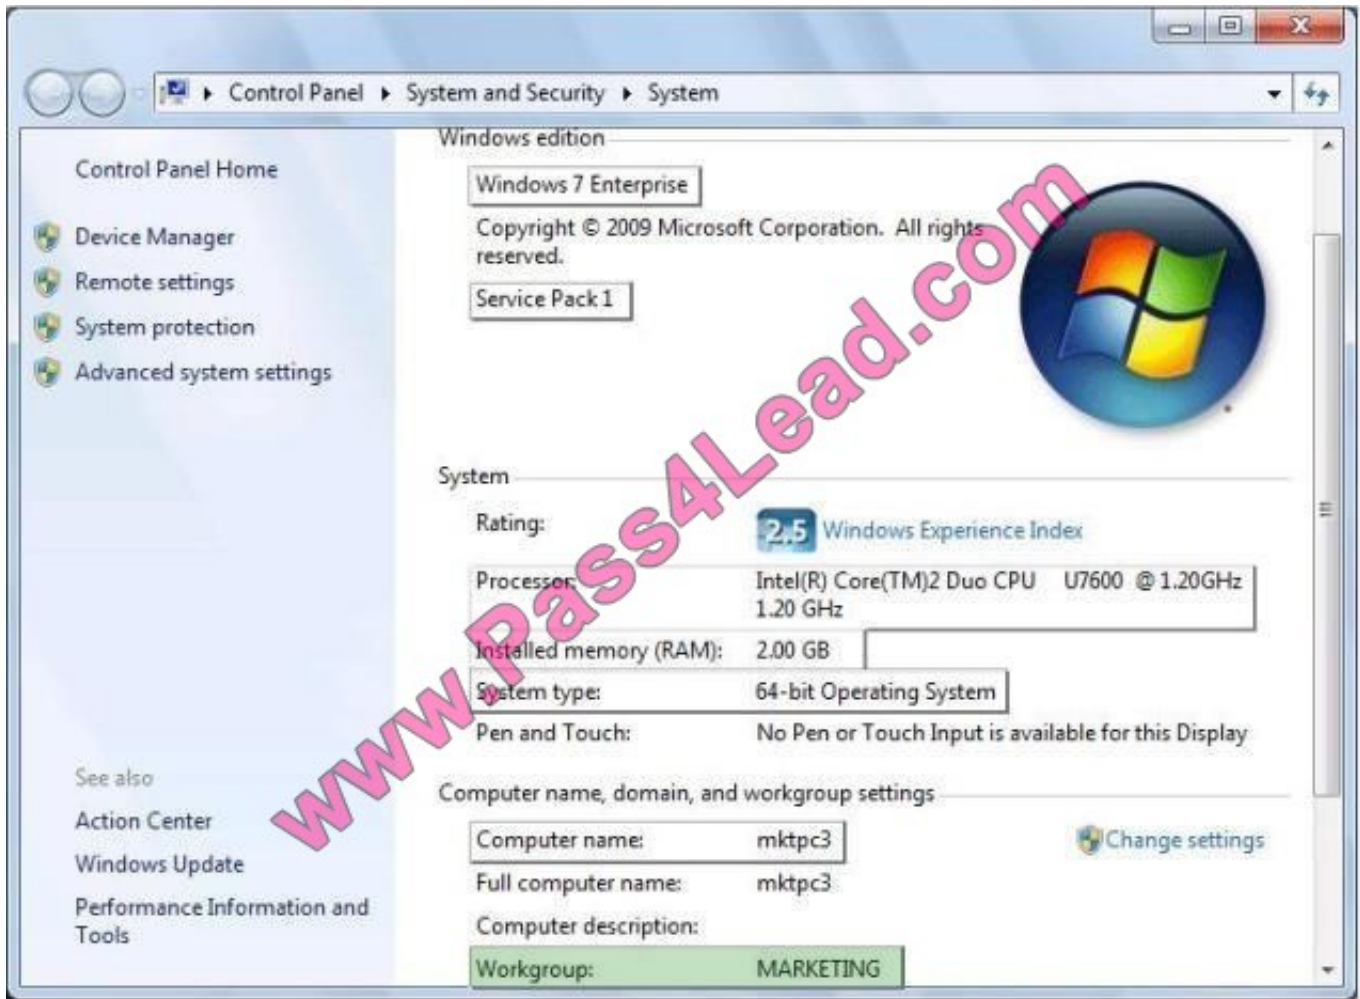 Control Panel
System and Security
System
Control Panel Home
Device Manager
Remote settings
System protection
Advanced system settings
See also
Action Center
Windows Update
Performance Information and
Tools
Windows edition
Windows 7 Enterprise
Copyright © 2009 Microsoft Corporation. All rights
reserved.
Service Pack 1
System
Rating:
2.5 Windows Experience Index
Processor: Intel(R) Core(TM)2 Duo CPU U7600 @ 1.20GHz
1.20 GHz
Installed memory (RAM): 2.00 GB
System type: 64-bit Operating System
Pen and Touch: No Pen or Touch Input is available for this Display
Computer name, domain, and workgroup settings
Computer name: mktpc3
Change settings
Full computer name: mktpc3
Computer description:
Workgroup: MARKETING
www.Pass4Lead.com